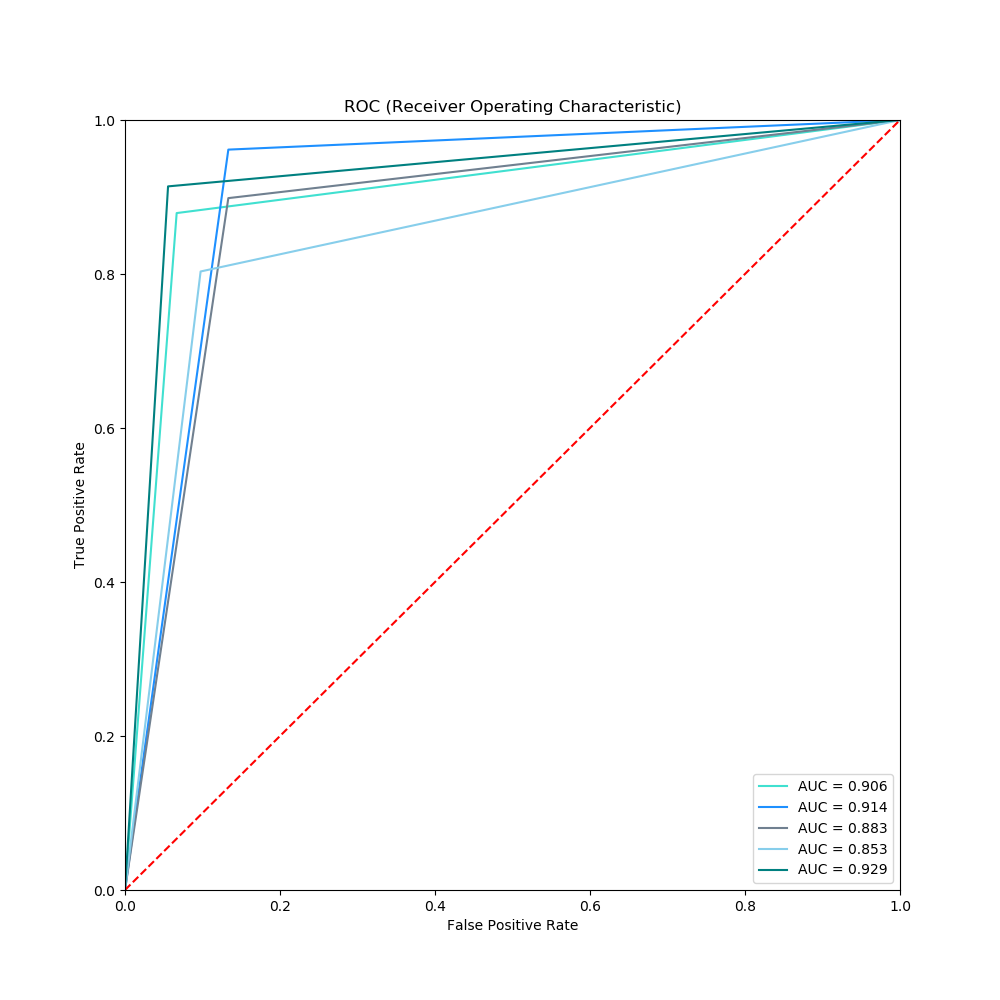 ROC (Receiver Operating Characteristic)
1.0
0.8
0.6
0.4
0.2
0.0
True Positive Rate
0.0 0.2 0.4 0.6 0.8 1.0
False Positive Rate
AUC = 0.906
AUC = 0.914
AUC = 0.883
AUC = 0.853
AUC = 0.929